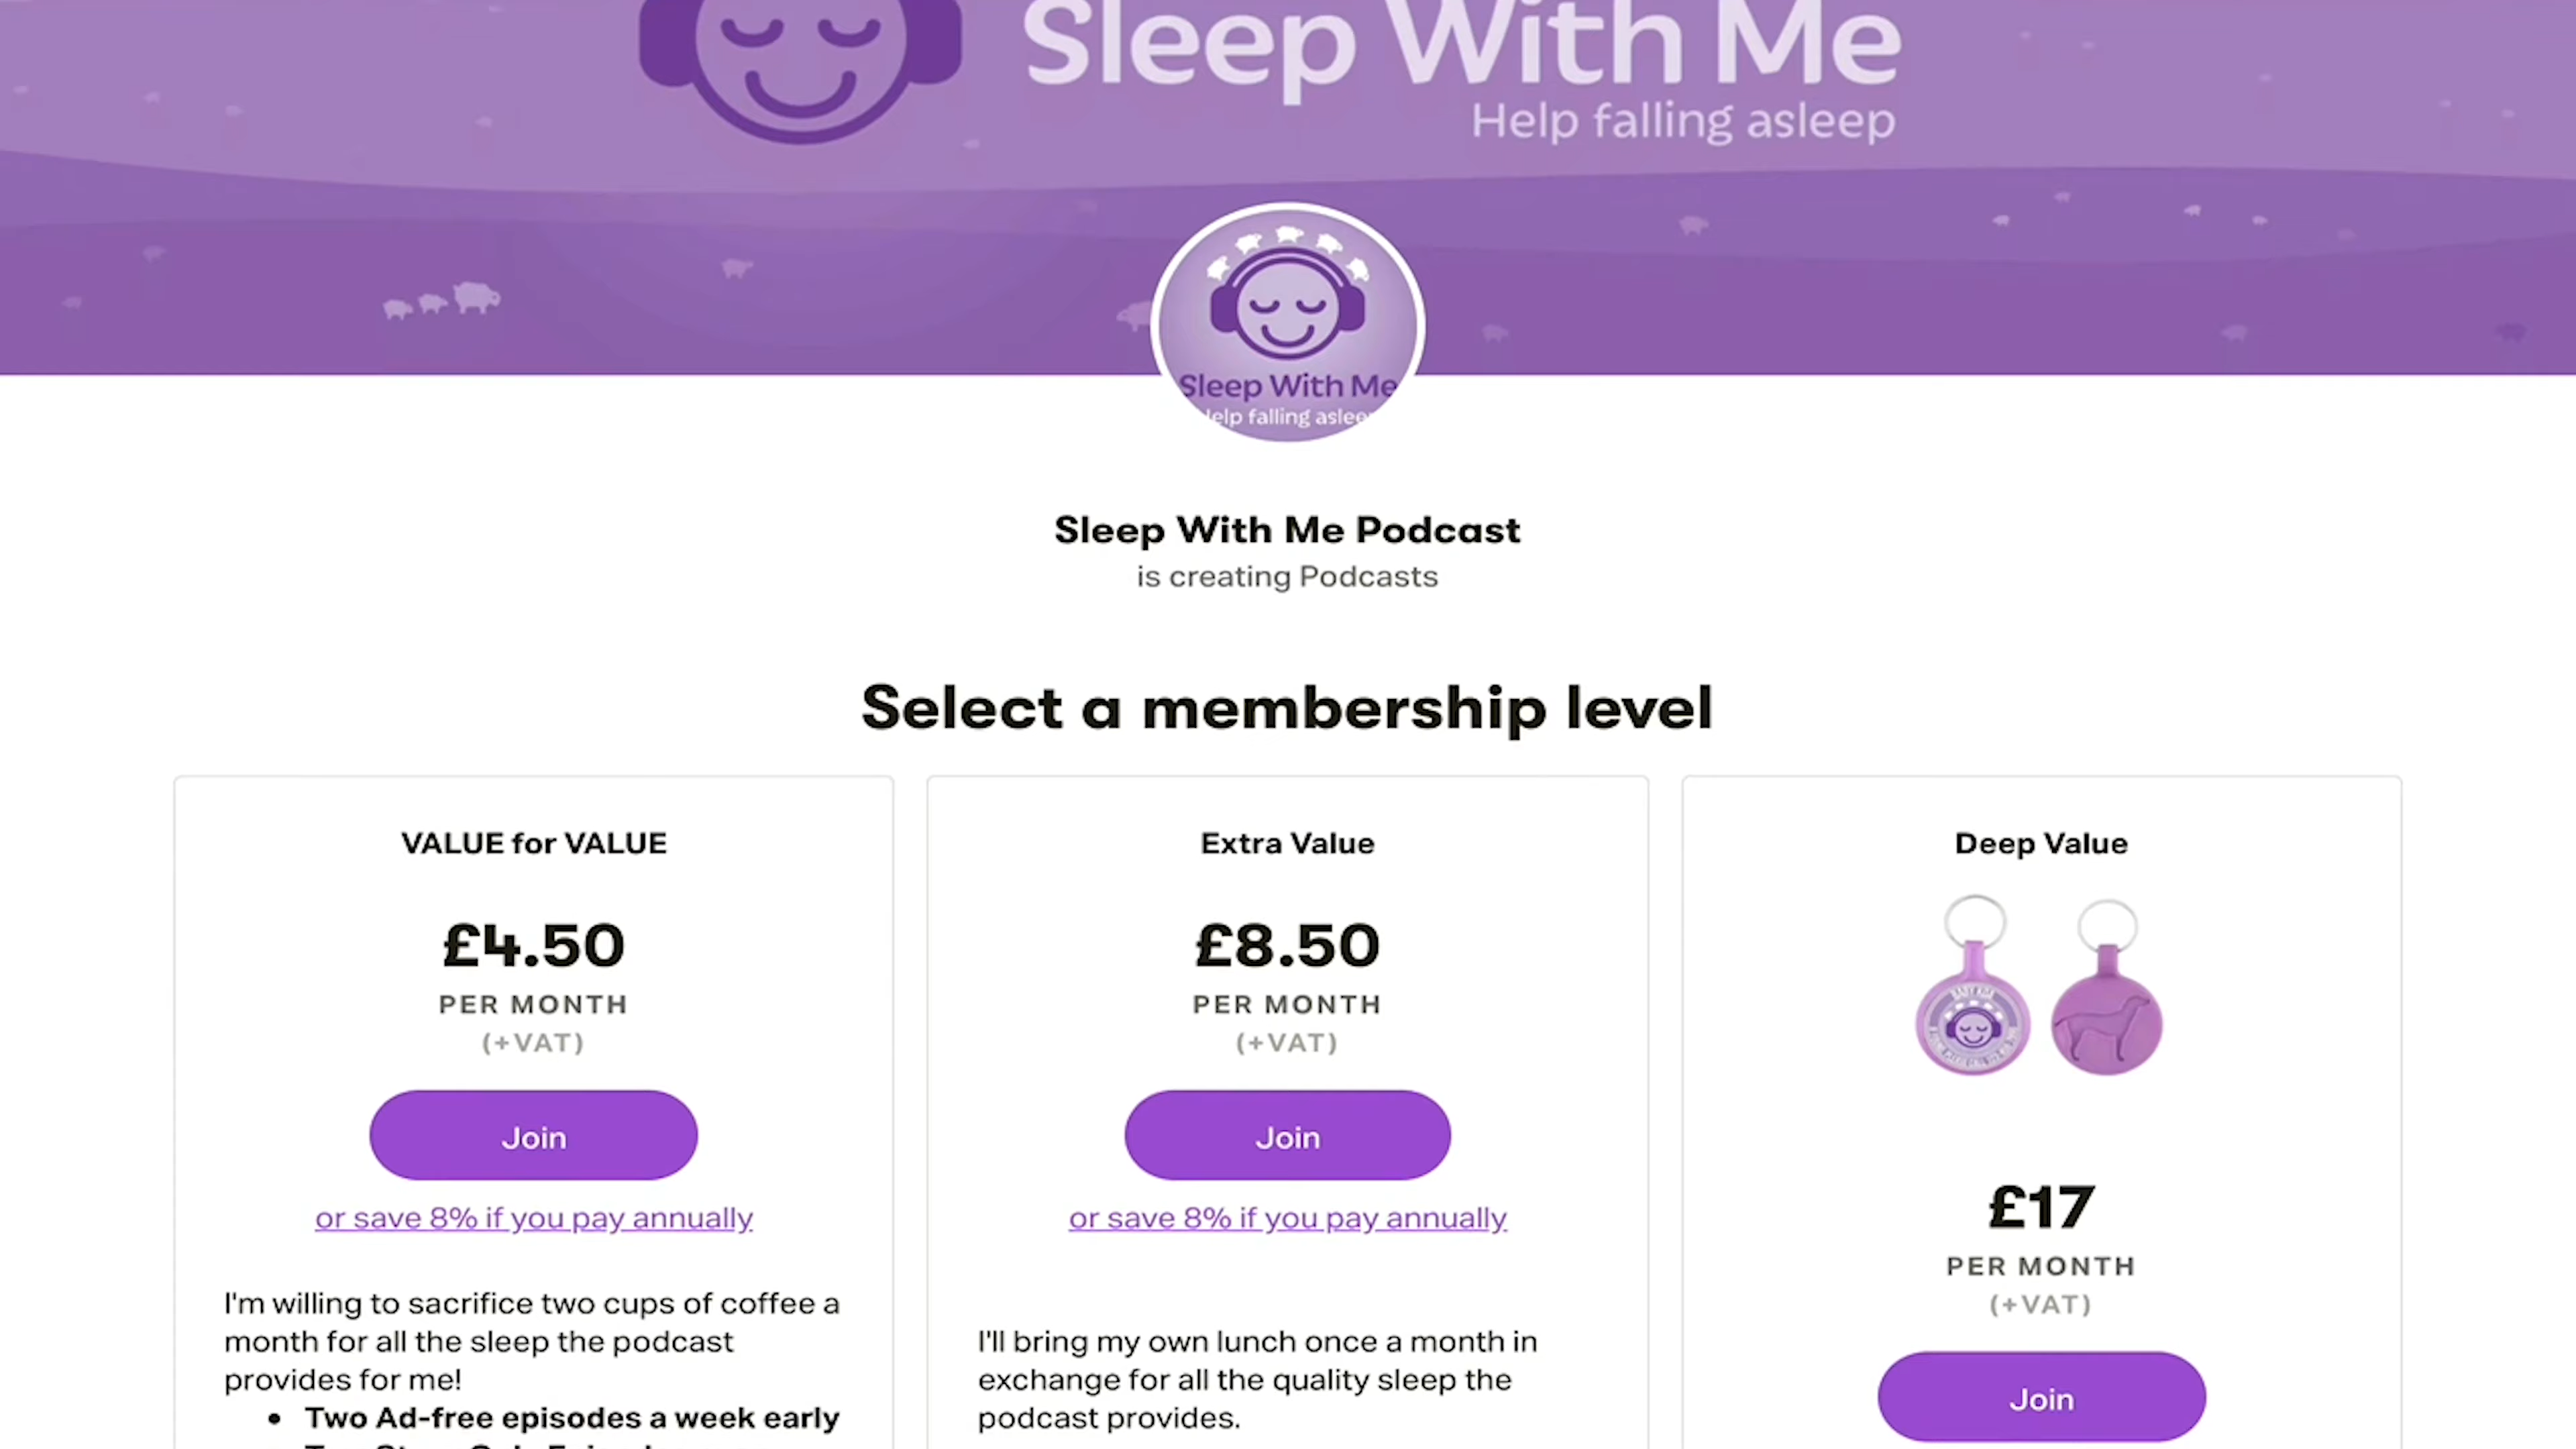 Sleep With Me
Help falling asleep
Sleep With Me
elp falling aslee
Sleep With Me Podcast
is creating Podcasts
Select a membership level
VALUE for VALUE
£4.50
PER MONTH
(+VAT)
Join
or save 8% if you pay annually
I'm willing to sacrifice two cups of coffee a
month for all the sleep the podcast
provides for me!
• Two Ad-free episodes a week early
Extra Value
£8.50
PER MONTH
(+VAT)
Join
or save 8% if you pay annually
I'll bring my own lunch once a month in
exchange for all the quality sleep the
podcast provides.
Deep Value
£17
PER MONTH
(+VAT)
Join